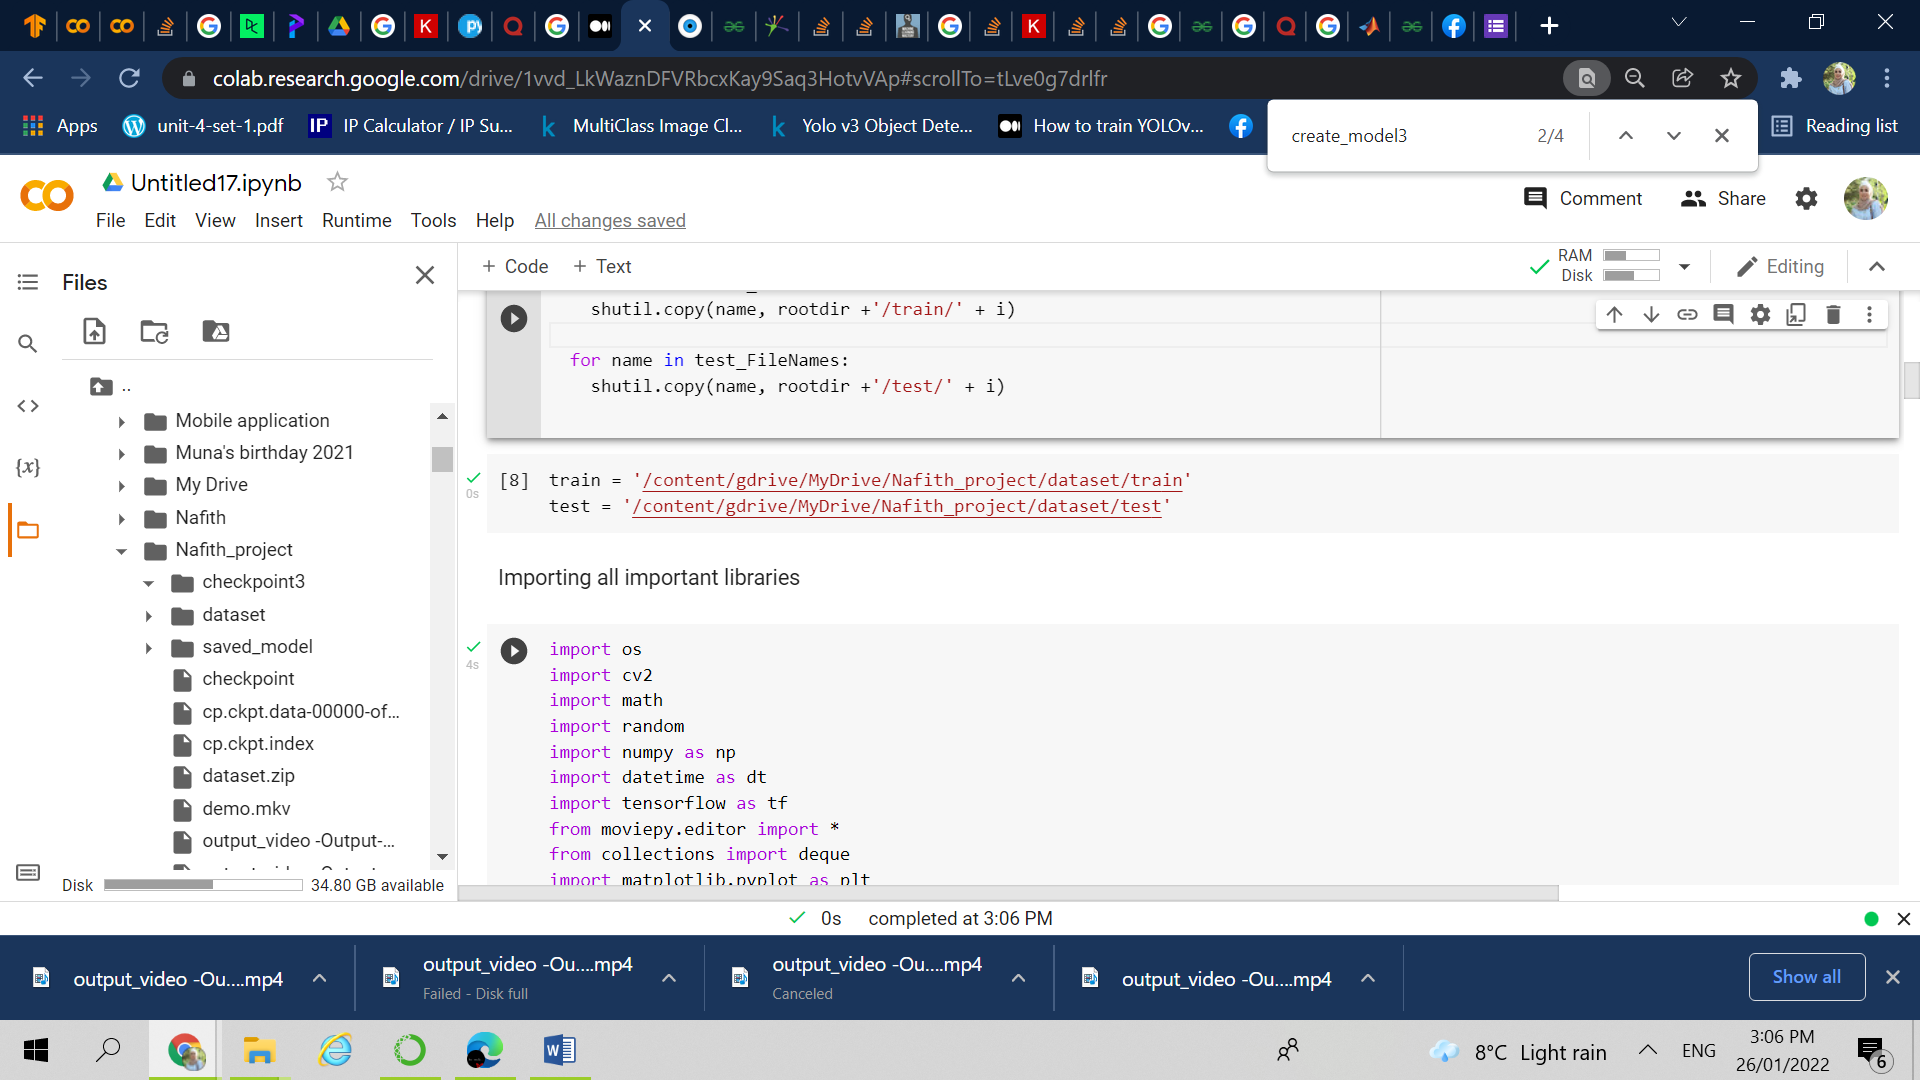 colab.research.google.com/drive/1vvd_LkWaznDFVRbcxKay9Saq3HotvVAp#scrollTo=tLve0g7drlfr
Apps
unit-4-set-1.pdf
IP
IP Calculator / IP Su...
MultiClass Image Cl...
Yolo v3 Object Dete...
How to train YOLOv...
Reading list
create_model3
2/4
Untitled17.ipynb
File
Edit
View
Insert
Runtime
Tools
Help
All changes saved
Comment
Share
+ Code
+ Text
RAM
Disk
Editing
Files
..
Mobile application
Muna's birthday 2021
My Drive
Nafith
Nafith_project
checkpoint3
dataset
saved_model
checkpoint
cp.ckpt.data-00000-of...
cp.ckpt.index
dataset.zip
demo.mkv
output_video -Output-...
Disk
34.80 GB available
shutil.copy(name, rootdir +'/train/' + i)
for name in test_FileNames:
shutil.copy(name, rootdir +'/test/' + i)
0s
[8]
train = '/content/gdrive/MyDrive/Nafith_project/dataset/train'
test = '/content/gdrive/MyDrive/Nafith_project/dataset/test'
Importing all important libraries
4s
import os
import cv2
import math
import random
import numpy as np
import datetime as dt
import tensorflow as tf
from moviepy.editor import *
from collections import deque
import matplotlib.pyplot as plt
0s
completed at 3:06 PM
output_video -Ou....mp4
output_video -Ou....mp4
Failed - Disk full
output_video -Ou....mp4
Canceled
output_video -Ou....mp4
Show all
8°C Light rain
ENG
3:06 PM
26/01/2022
6